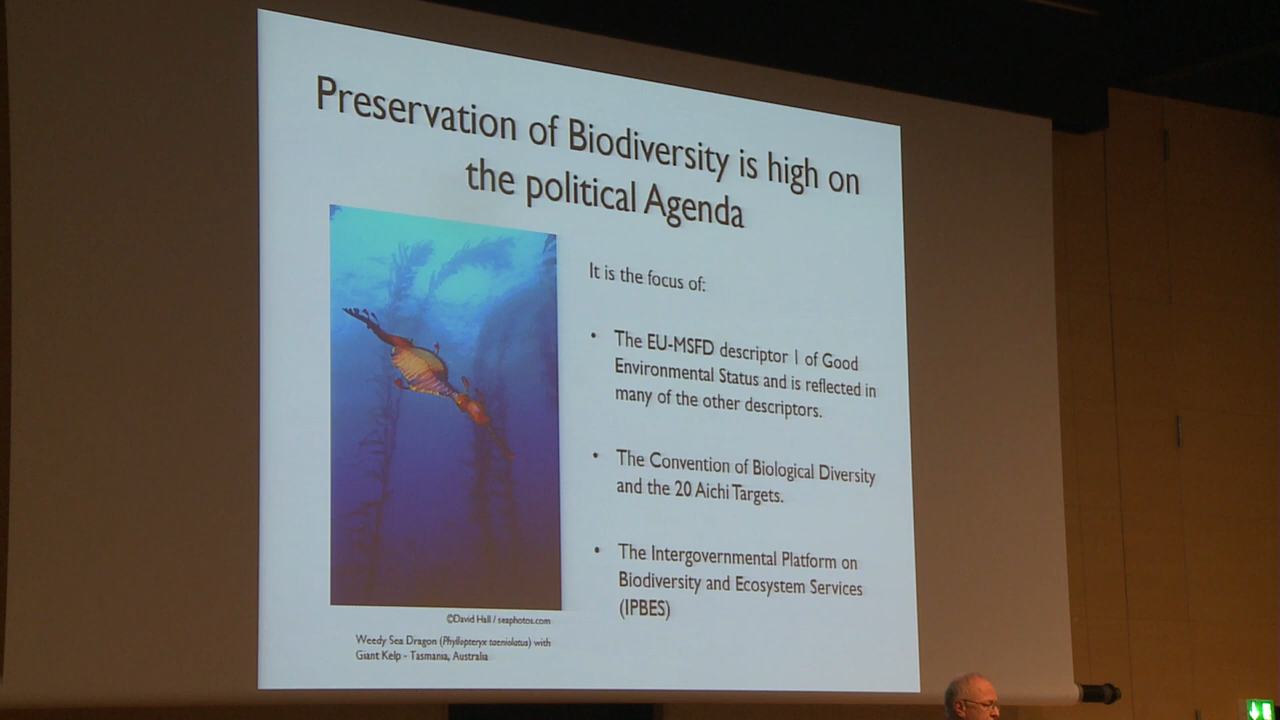 Preservation of Biodiversity is high on
the political Agenda
It is the focus of:
• The EU-MSFD descriptor 1 of Good
Environmental Status and is reflected in
many of the other descriptors.
• The Convention of Biological Diversity
and the 20 Aichi Targets.
• The Intergovernmental Platform on
Biodiversity and Ecosystem Services
(IPBES)
©David Hall / seaphotos.com
Weedy Sea Dragon (Phyllopteryx taeniolatus) with
Giant Kelp - Tasmania, Australia